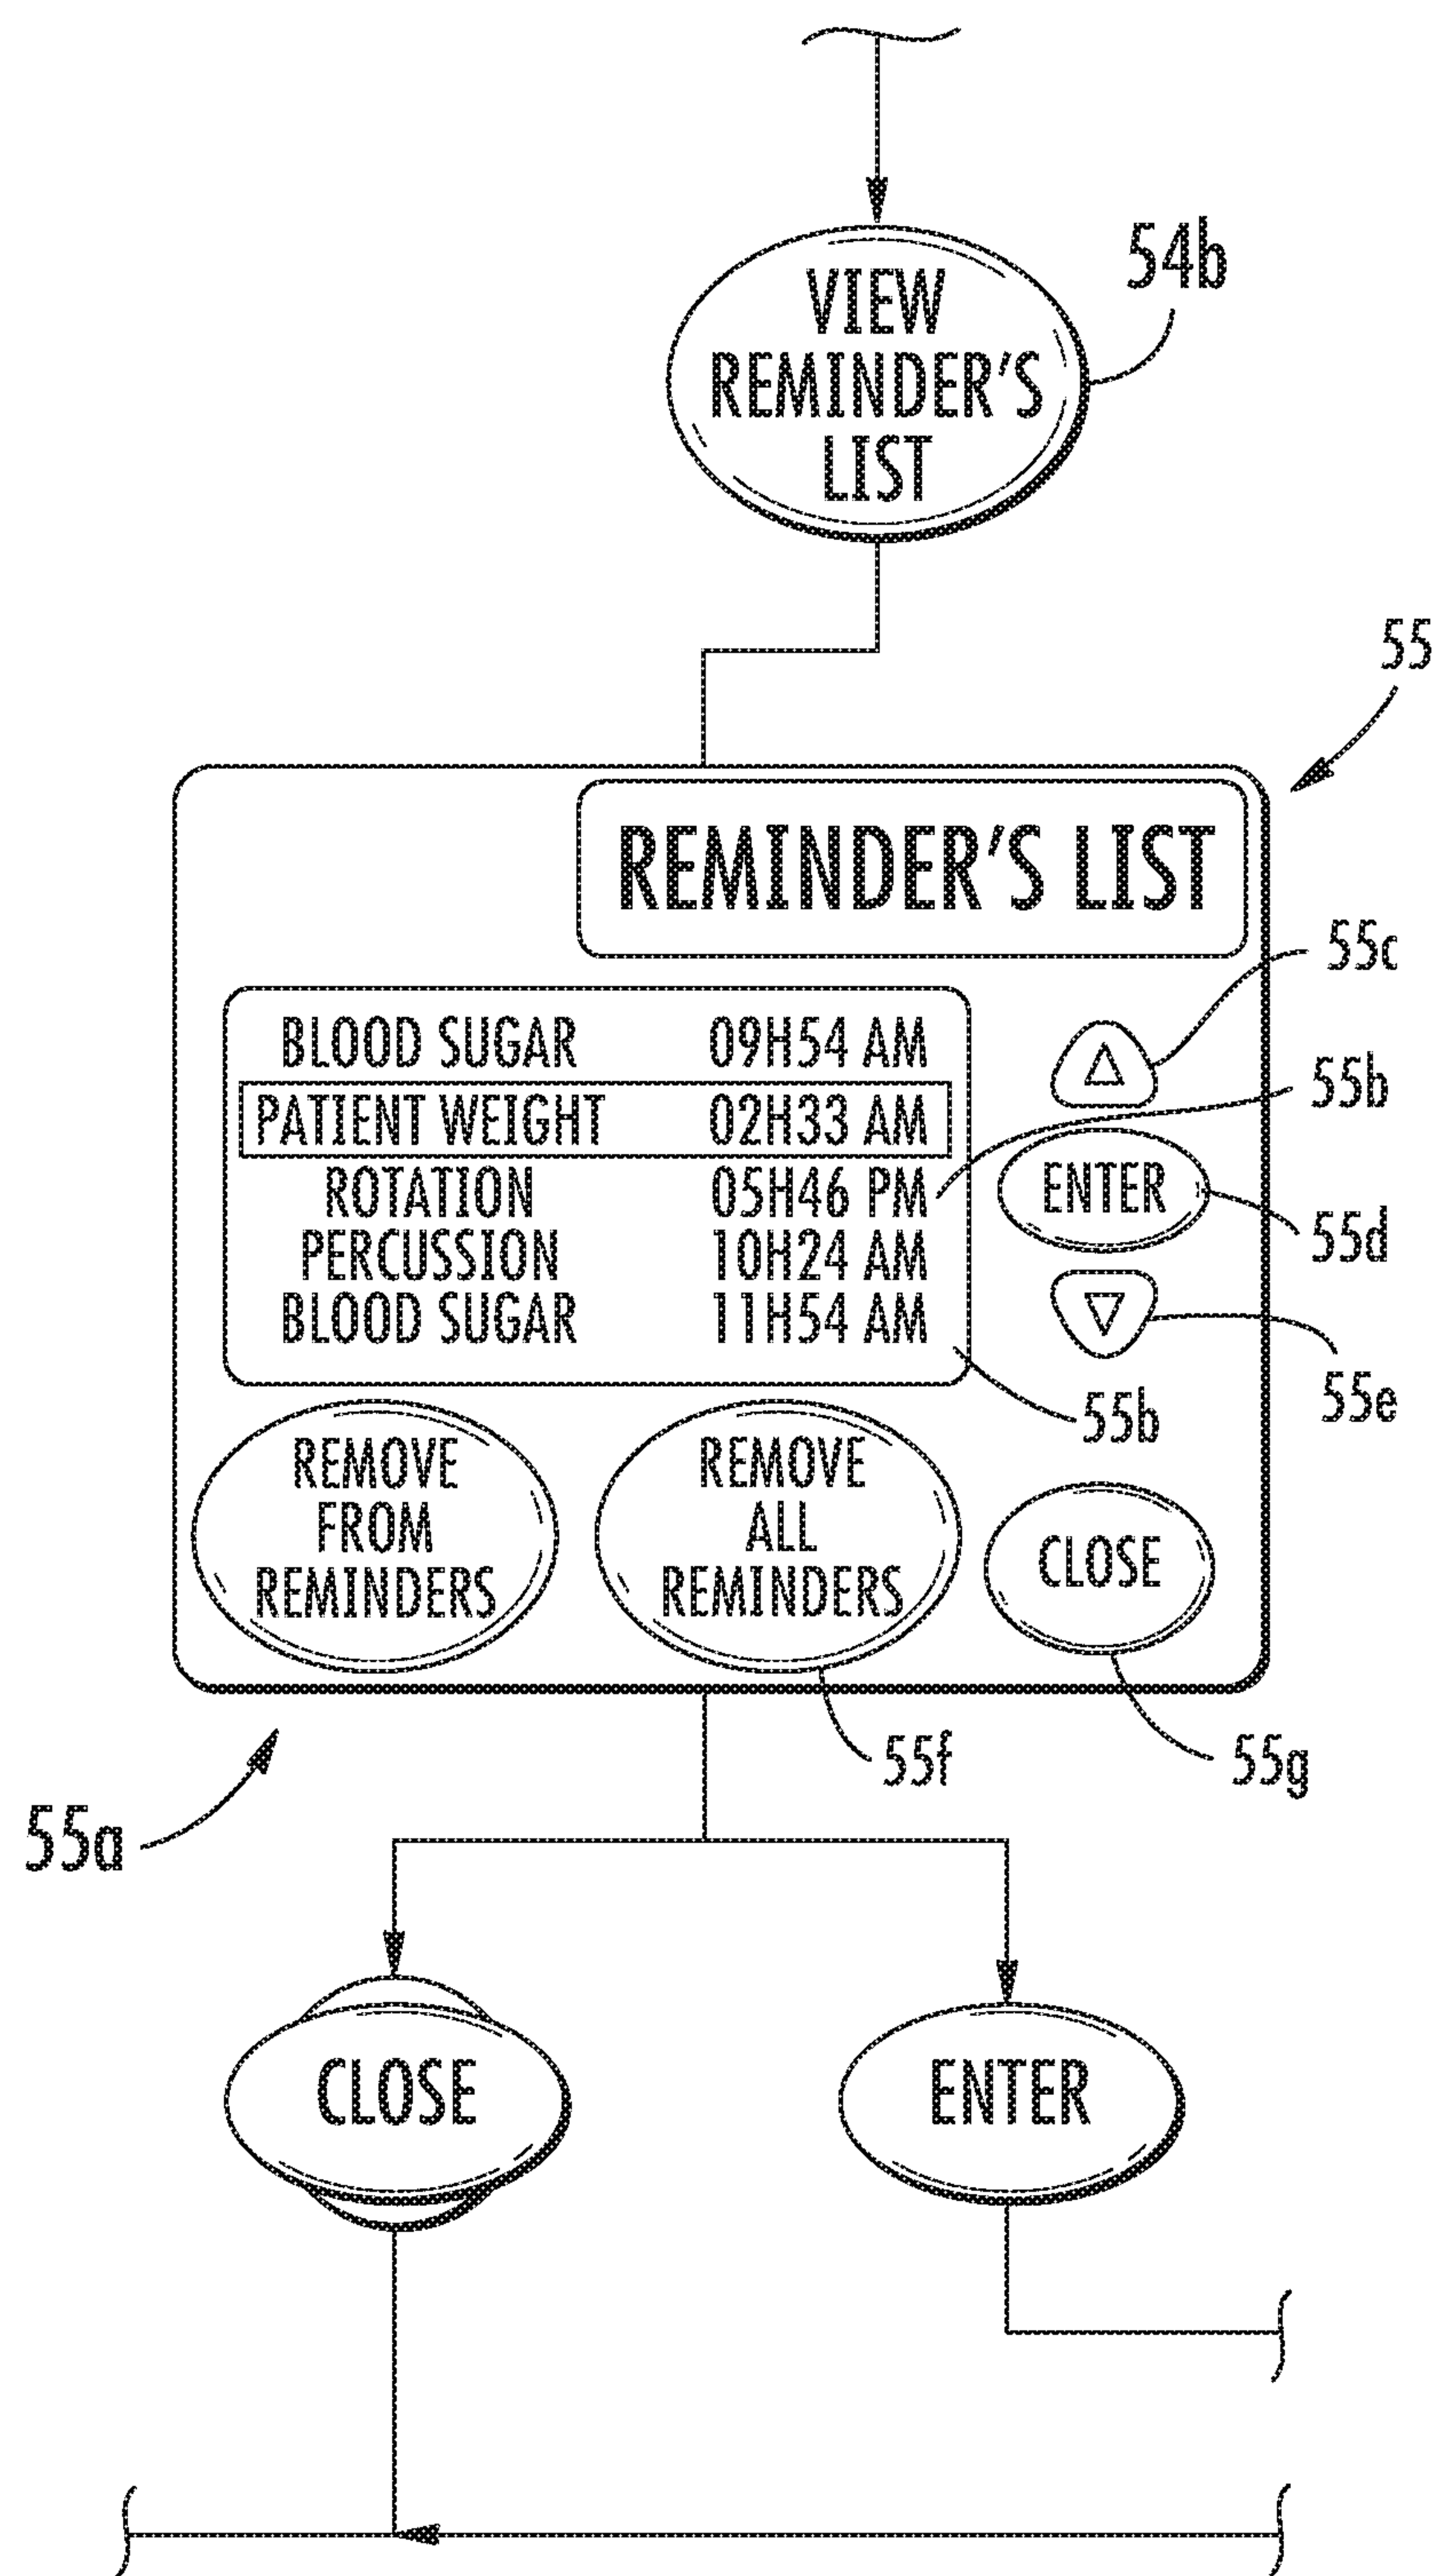 54b
VIEW
REMINDER'S
LIST
55
REMINDER'S LIST
55c
BLOOD SUGAR 09H54 AM
55b
PATIENT WEIGHT 02H33 AM
ROTATION 05H46 PM
ENTER
55d
PERCUSSION 10H24 AM
BLOOD SUGAR 11H54 AM
55e
55b
REMOVE
FROM
REMINDERS
REMOVE
ALL
REMINDERS
CLOSE
55f
55g
55a
CLOSE
ENTER